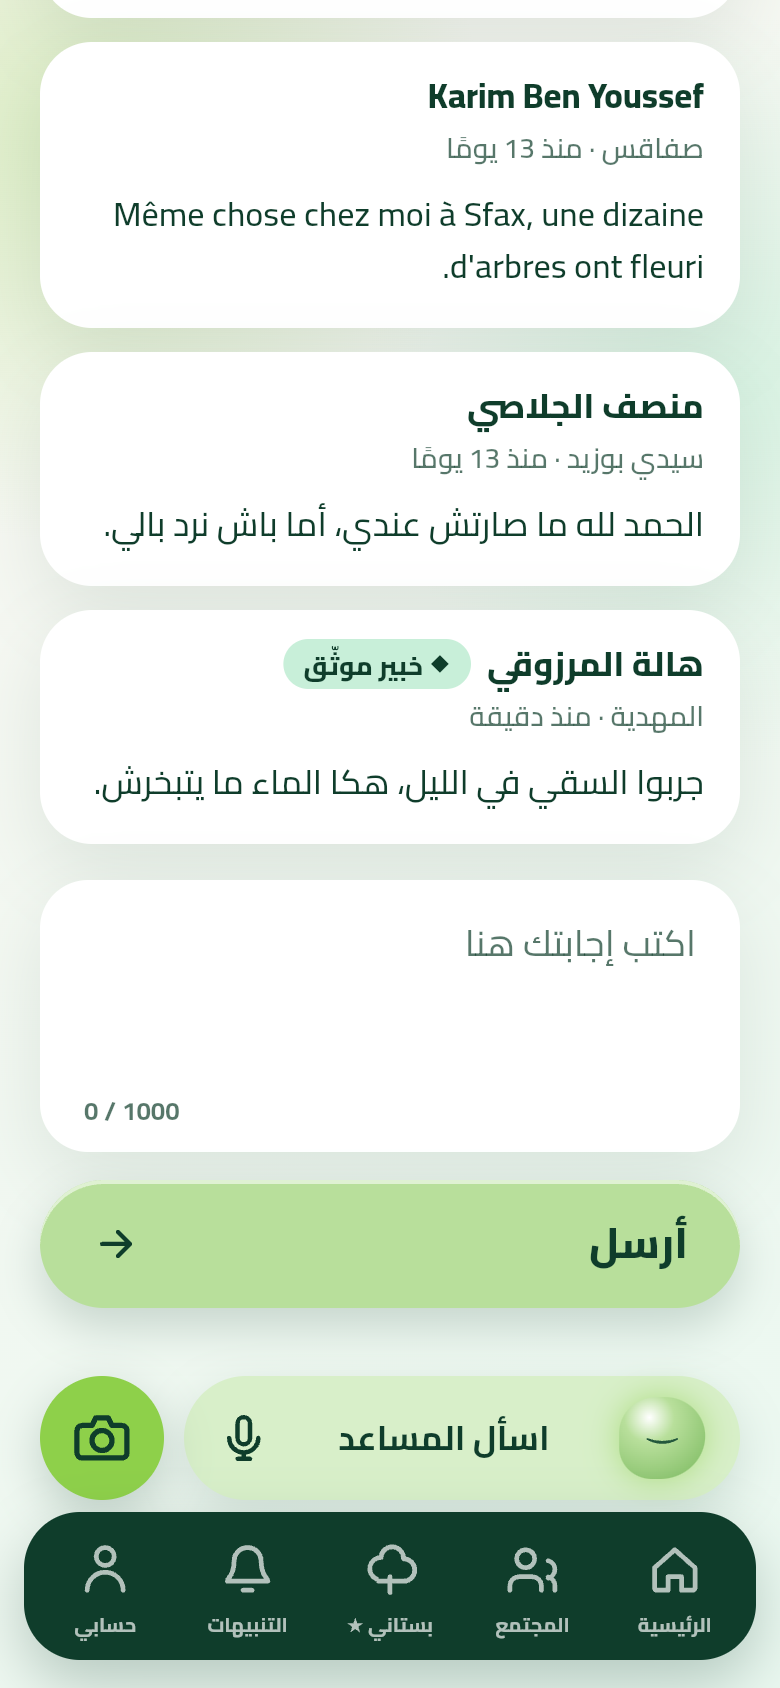 Karim Ben Youssef
صفاقس · منذ 13 يومًا
Même chose chez moi à Sfax, une dizaine
d'arbres ont fleuri.
منصف الجلاصي
سيدي بوزيد · منذ 13 يومًا
الحمد لله ما صارتش عندي، أما باش نرد بالي.
هالة المرزوقي ◆ خبير موثّق
المهدية · منذ دقيقة
جربوا السقي في الليل، هكا الماء ما يتبخرش.
اكتب إجابتك هنا
0 / 1000
أرسل
اسأل المساعد
الرئيسية
المجتمع
بستاني ★
التنبيهات
حسابي